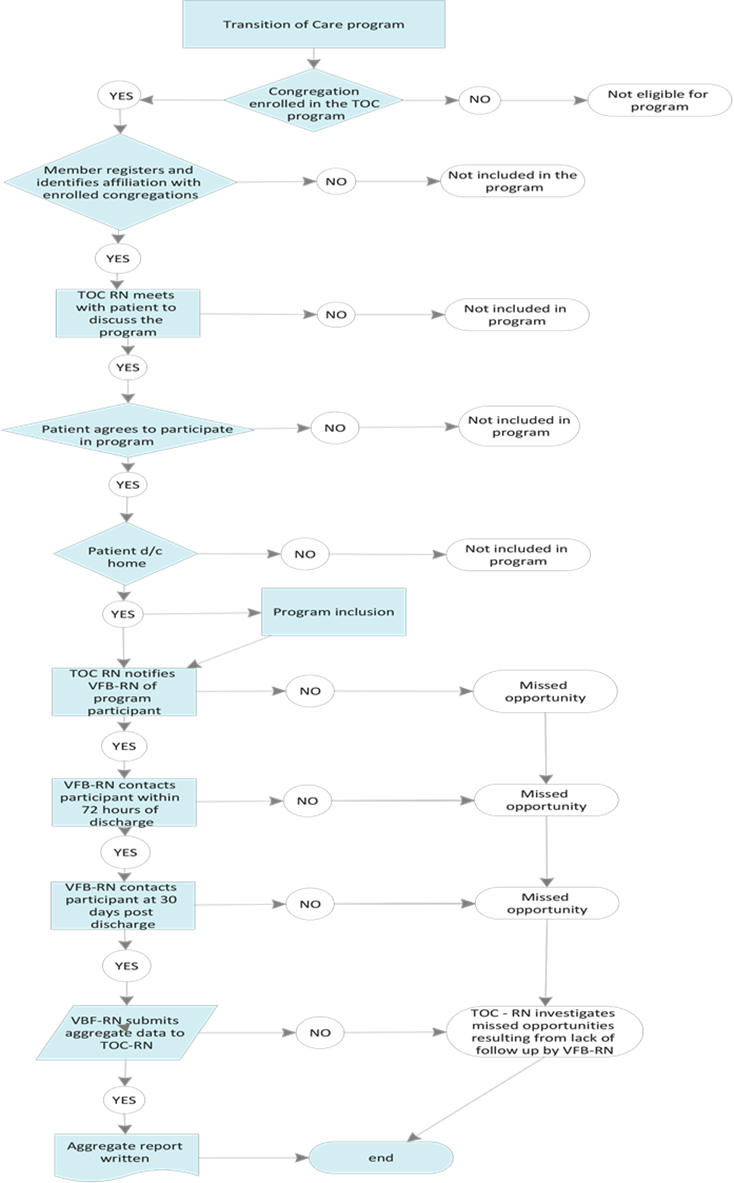 Transition of Care program
Congregation
enrolled in the TOC
program
YES
NO
Not eligible for
program
Member registers and
identifies affiliation with
enrolled congregations
NO
Not included in the
program
YES
TOC RN meets
with patient to
discuss the
program
NO
Not included in
program
YES
Patient agrees to participate
in program
NO
Not included in
program
YES
Patient d/c
home
NO
Not included in
program
YES
Program inclusion
TOC RN notifies
VFB-RN of
program
participant
NO
Missed
opportunity
YES
VFB-RN contacts
participant within
72 hours of
discharge
NO
Missed
opportunity
YES
VFB-RN contacts
participant at 30
days post
discharge
NO
Missed
opportunity
YES
VBF-RN submits
aggregate data to
TOC-RN
NO
TOC - RN investigates
missed opportunities
resulting from lack of
follow up by VFB-RN
YES
Aggregate report
written
end